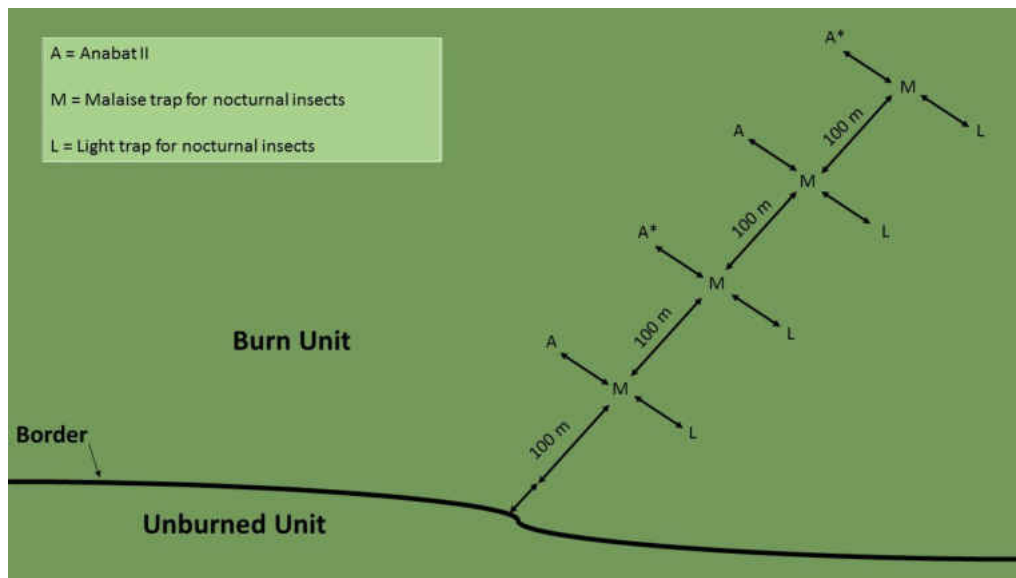 A = Anabat II
M = Malaise trap for nocturnal insects
L = Light trap for nocturnal insects
A*
M
L
100 m
A
M
L
100 m
A*
M
L
100 m
Burn Unit
A
M
L
100 m
Border
Unburned Unit